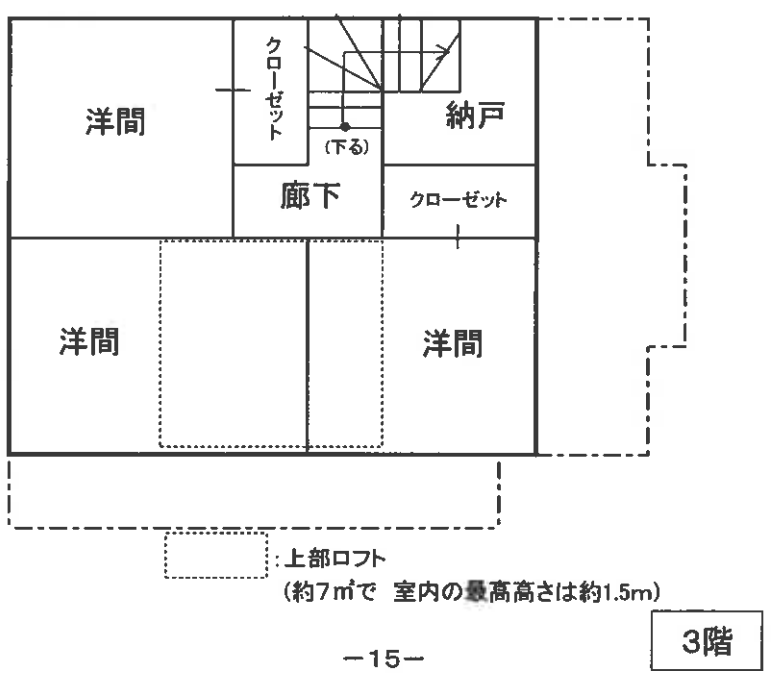 洋間
クローゼット
納戸
(下る)
廊下
クローゼット
洋間
洋間
:上部ロフト
(約7㎡で 室内の最高高さは約1.5m)
3階
-15-